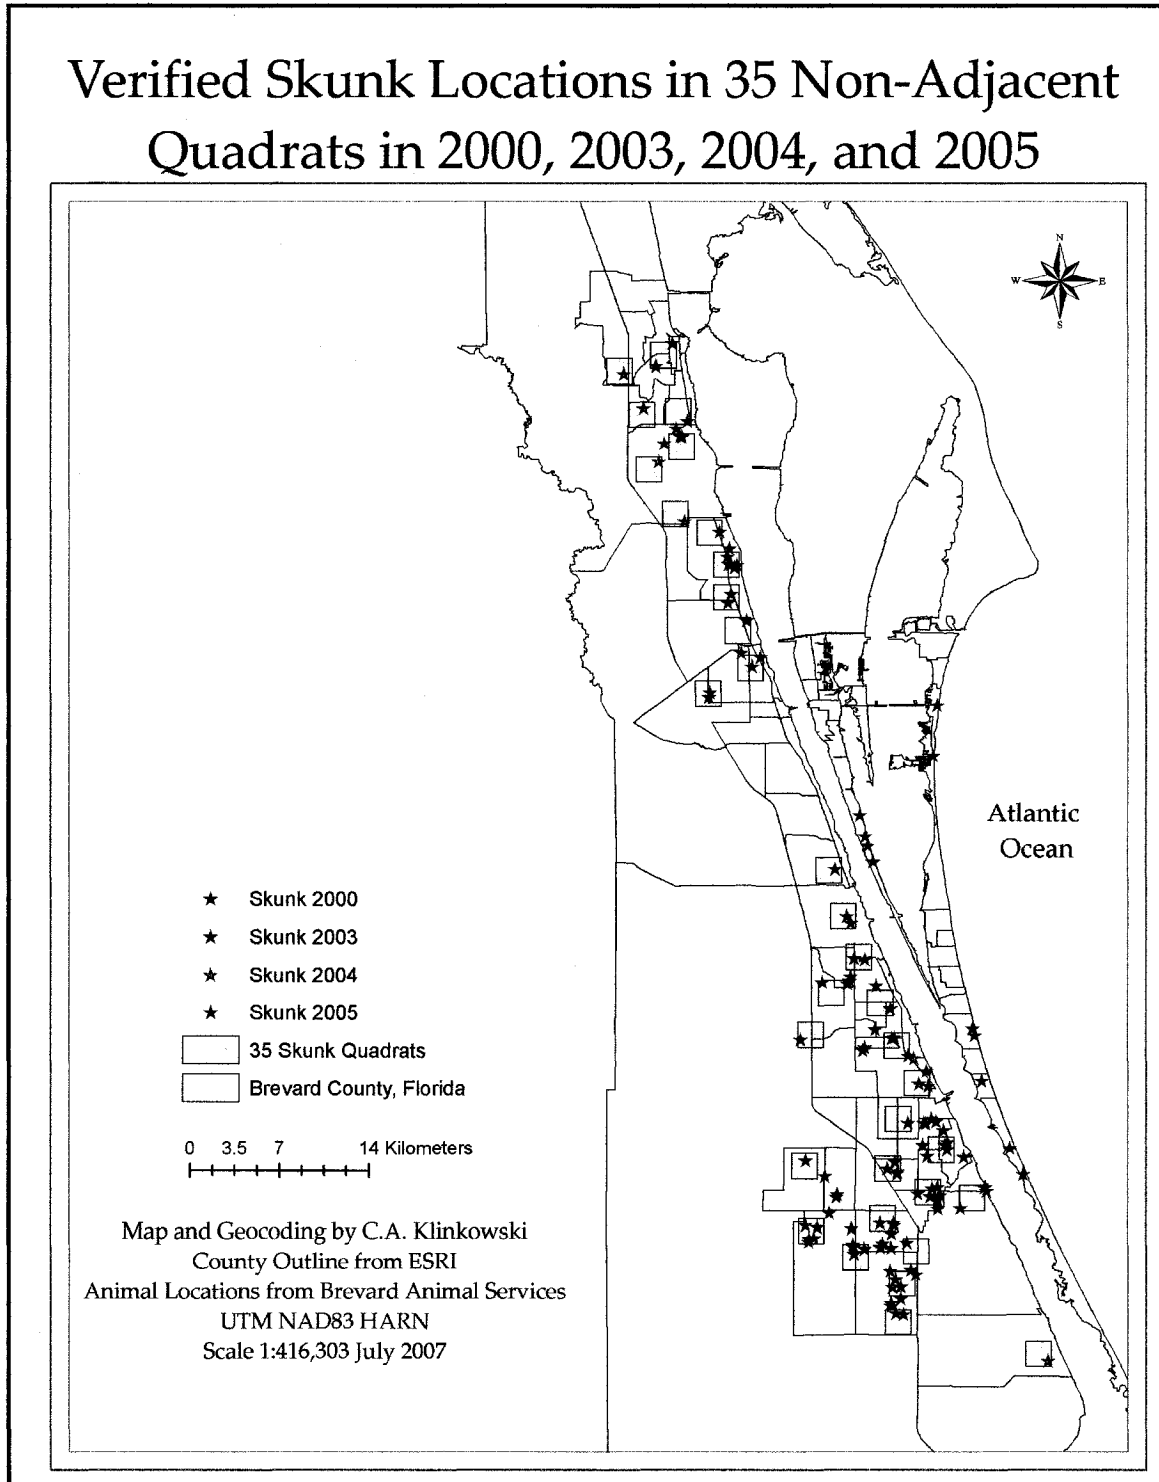 Verified Skunk Locations in 35 Non-Adjacent
Quadrats in 2000, 2003, 2004, and 2005
N
W E
S
Atlantic
Ocean
Skunk 2000
Skunk 2003
Skunk 2004
Skunk 2005
35 Skunk Quadrats
Brevard County, Florida
0 3.5 7 14 Kilometers
Map and Geocoding by C.A. Klinkowski
County Outline from ESRI
Animal Locations from Brevard Animal Services
UTM NAD83 HARN
Scale 1:416,303 July 2007